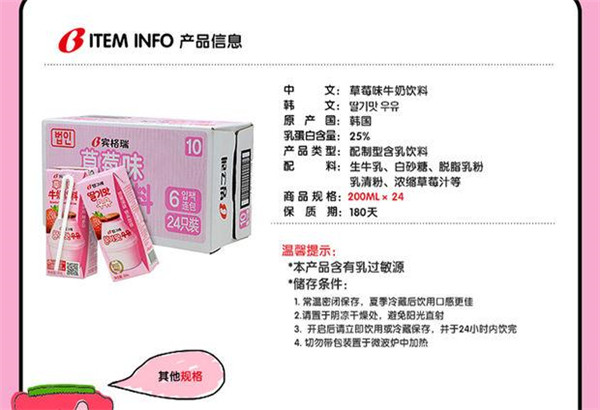 ITEM INFO 产品信息
中 文： 草莓味牛奶饮料
韩 文： 딸기맛 우유
原 产 国： 韩国
乳蛋白含量： 25%
产品类型： 配制型含乳饮料
配 料： 生牛乳、白砂糖、脱脂乳粉
乳清粉、浓缩草莓汁等
商品规格： 200ML × 24
保 质 期： 180天
법인
宾格瑞
10
草莓味
6
24只装
빙그레
딸기맛
温馨提示：
*本产品含有乳过敏源
*储存条件：
1. 常温密闭保存，夏季冷藏后饮用口感更佳
2.请置于阴凉干燥处，避免阳光直射
3. 开启后请立即饮用或冷藏保存，并于24小时内饮完
4. 切勿带包装置于微波炉中加热
其他规格